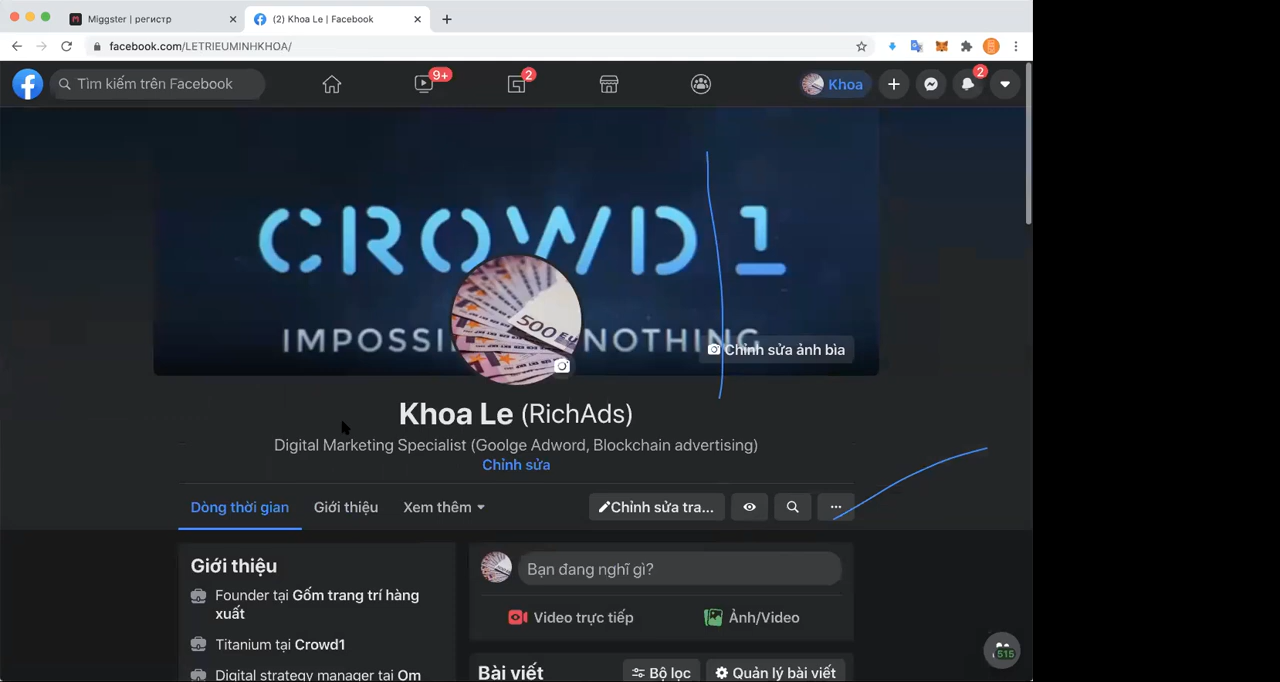 Miggster | регистр
(2) Khoa Le | Facebook
facebook.com/LETRIEUMINHKHOA/
Tìm kiếm trên Facebook
9+
2
Khoa
2
CROWD1
IMPOSSI NOTHING
500 EU
Chỉnh sửa ảnh bìa
Khoa Le (RichAds)
Digital Marketing Specialist (Goolge Adword, Blockchain advertising)
Chỉnh sửa
Dòng thời gian
Giới thiệu
Xem thêm
Chỉnh sửa tra...
Giới thiệu
Founder tại Gốm trang trí hàng
xuất
Titanium tại Crowd1
Digital strategy manager tại Om
Bạn đang nghĩ gì?
Video trực tiếp
Ảnh/Video
Bài viết
Bộ lọc
Quản lý bài viết
515